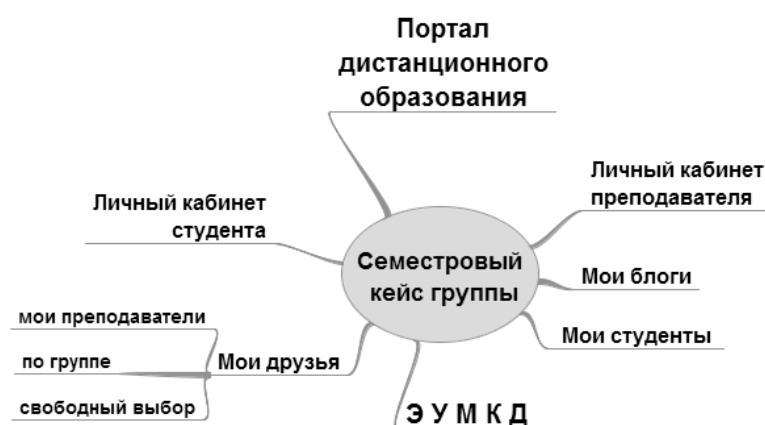 Портал
дистанционного
образования
Личный кабинет
преподавателя
Личный кабинет
студента
Семестровый
кейс группы
Мои блоги
Мои студенты
мои преподаватели
по группе
Мои друзья
свободный выбор
Э У М К Д